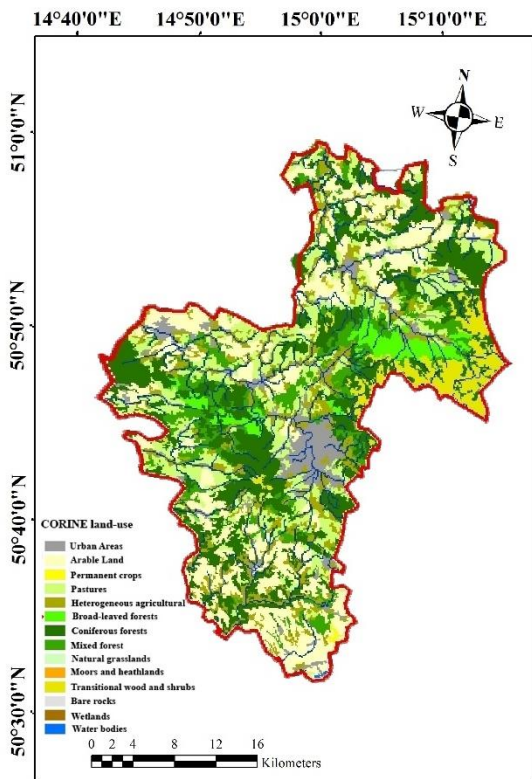 14°40'0"E 14°50'0"E 15°0'0"E 15°10'0"E
N
W E
S
51°0'0"N
50°50'0"N
50°40'0"N
50°30'0"N
CORINE land-use
Urban Areas
Arable Land
Permanent crops
Pastures
Heterogeneous agricultural
Broad-leaved forests
Coniferous forests
Mixed forest
Natural grasslands
Moors and heathlands
Transitional wood and shrubs
Bare rocks
Wetlands
Water bodies
0 2 4 8 12 16
Kilometers